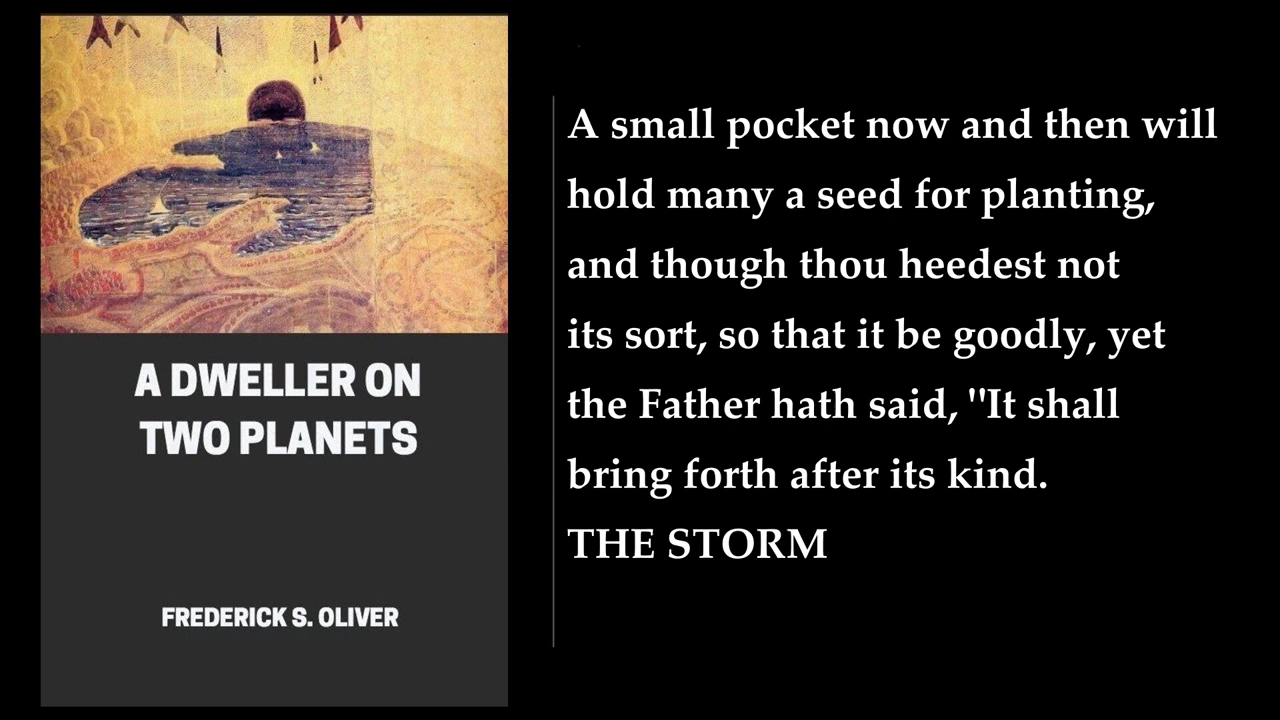 A DWELLER ON
TWO PLANETS
FREDERICK S. OLIVER
A small pocket now and then will
hold many a seed for planting,
and though thou heedest not
its sort, so that it be goodly, yet
the Father hath said, "It shall
bring forth after its kind.
THE STORM